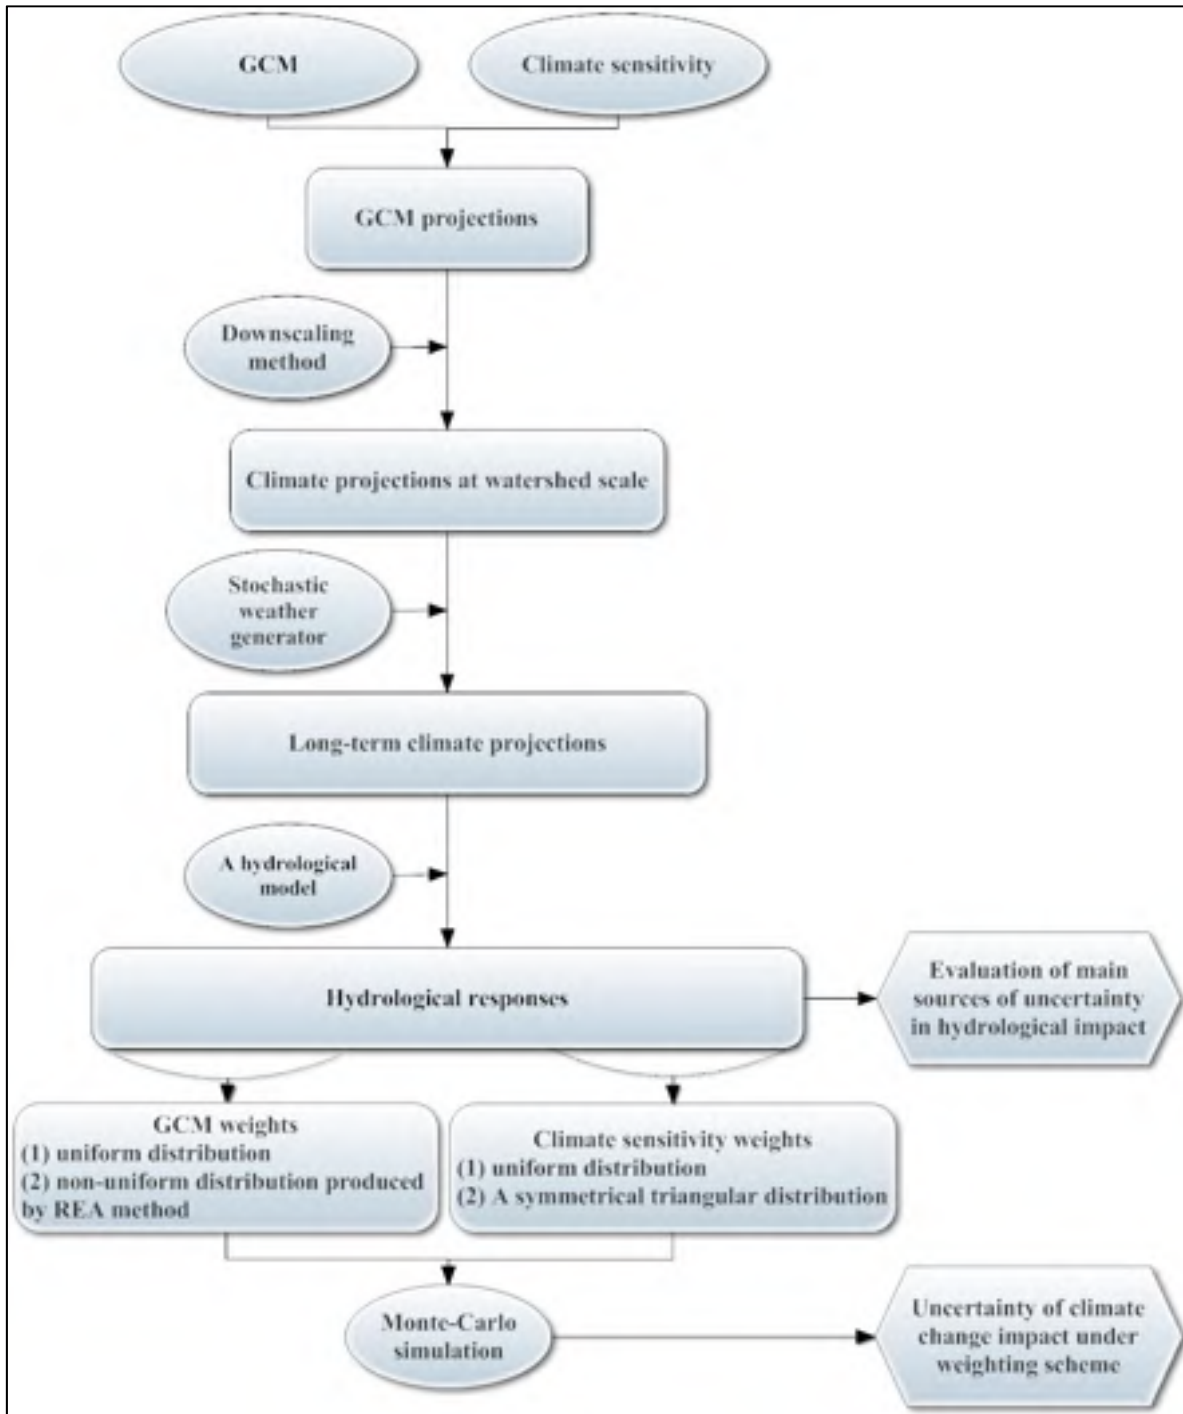 GCM
Climate sensitivity
GCM projections
Downscaling
method
Climate projections at watershed scale
Stochastic
weather
generator
Long-term climate projections
A hydrological
model
Hydrological responses
Evaluation of main
sources of uncertainty
in hydrological impact
GCM weights
(1) uniform distribution
(2) non-uniform distribution produced
by REA method
Climate sensitivity weights
(1) uniform distribution
(2) A symmetrical triangular distribution
Monte-Carlo
simulation
Uncertainty of climate
change impact under
weighting scheme